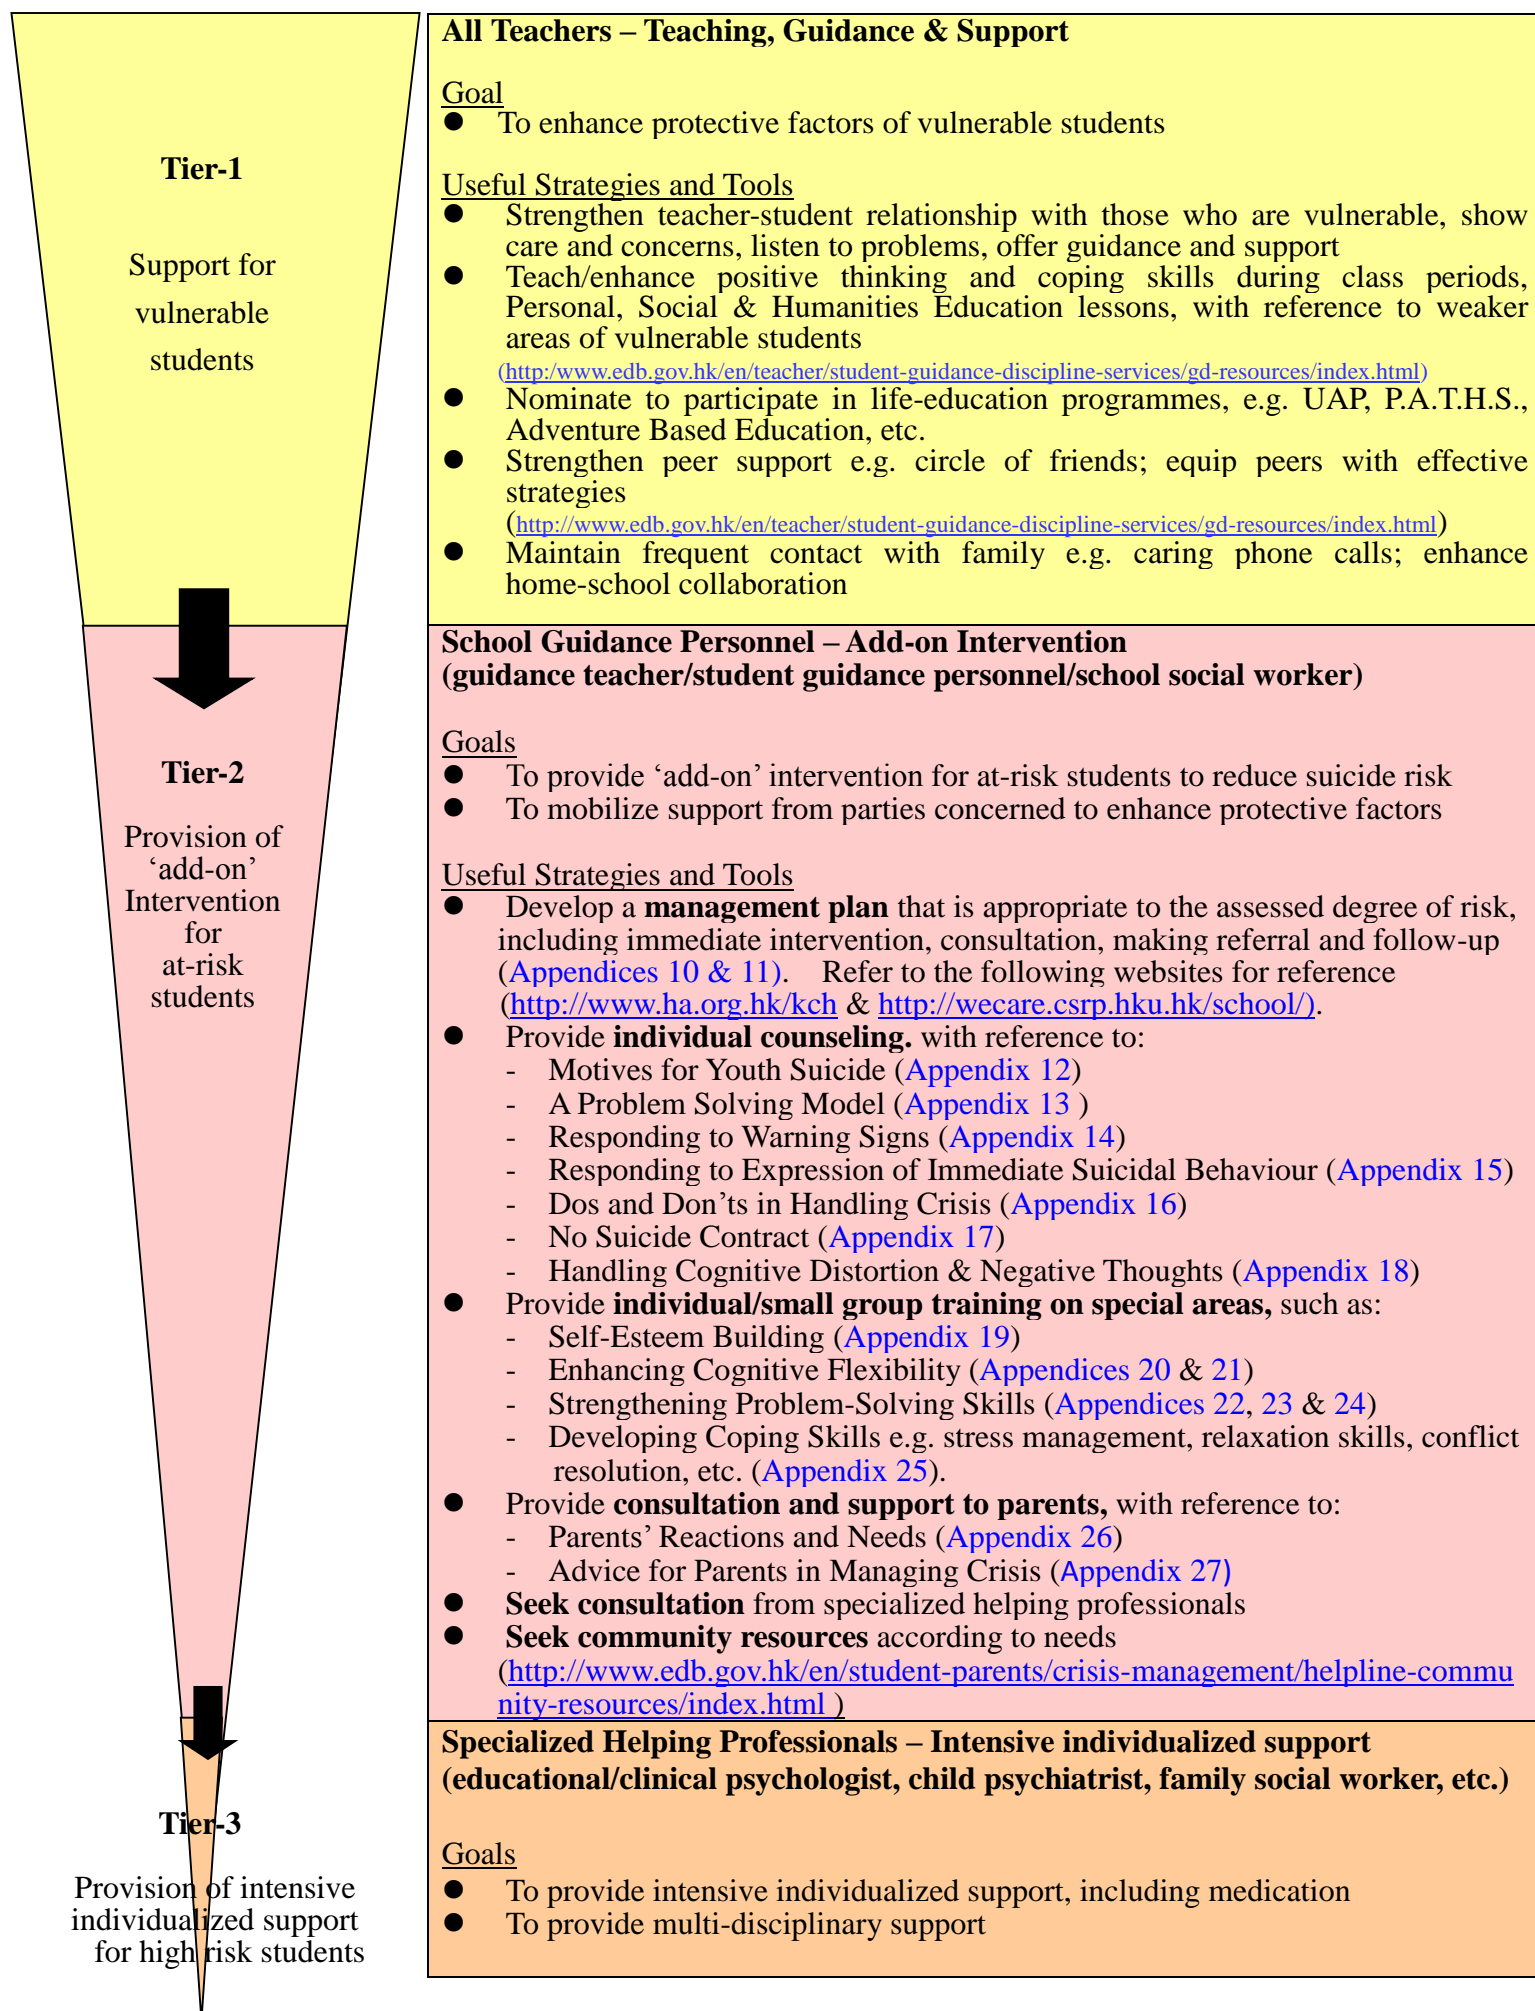 Tier-1
Support for
vulnerable
students
All Teachers – Teaching, Guidance & Support
Goal
● To enhance protective factors of vulnerable students
Useful Strategies and Tools
● Strengthen teacher-student relationship with those who are vulnerable, show
care and concerns, listen to problems, offer guidance and support
● Teach/enhance positive thinking and coping skills during class periods,
Personal, Social & Humanities Education lessons, with reference to weaker
areas of vulnerable students
(http:/www.edb.gov.hk/en/teacher/student-guidance-discipline-services/gd-resources/index.html)
● Nominate to participate in life-education programmes, e.g. UAP, P.A.T.H.S.,
Adventure Based Education, etc.
● Strengthen peer support e.g. circle of friends; equip peers with effective
strategies
(http://www.edb.gov.hk/en/teacher/student-guidance-discipline-services/gd-resources/index.html)
● Maintain frequent contact with family e.g. caring phone calls; enhance
home-school collaboration
Tier-2
Provision of
‘add-on’
Intervention
for
at-risk
students
School Guidance Personnel – Add-on Intervention
(guidance teacher/student guidance personnel/school social worker)
Goals
● To provide ‘add-on’ intervention for at-risk students to reduce suicide risk
● To mobilize support from parties concerned to enhance protective factors
Useful Strategies and Tools
● Develop a management plan that is appropriate to the assessed degree of risk,
including immediate intervention, consultation, making referral and follow-up
(Appendices 10 & 11). Refer to the following websites for reference
(http://www.ha.org.hk/kch & http://wecare.csrp.hku.hk/school/).
● Provide individual counseling. with reference to:
- Motives for Youth Suicide (Appendix 12)
- A Problem Solving Model (Appendix 13 )
- Responding to Warning Signs (Appendix 14)
- Responding to Expression of Immediate Suicidal Behaviour (Appendix 15)
- Dos and Don’ts in Handling Crisis (Appendix 16)
- No Suicide Contract (Appendix 17)
- Handling Cognitive Distortion & Negative Thoughts (Appendix 18)
● Provide individual/small group training on special areas, such as:
- Self-Esteem Building (Appendix 19)
- Enhancing Cognitive Flexibility (Appendices 20 & 21)
- Strengthening Problem-Solving Skills (Appendices 22, 23 & 24)
- Developing Coping Skills e.g. stress management, relaxation skills, conflict
resolution, etc. (Appendix 25).
● Provide consultation and support to parents, with reference to:
- Parents’ Reactions and Needs (Appendix 26)
- Advice for Parents in Managing Crisis (Appendix 27)
● Seek consultation from specialized helping professionals
● Seek community resources according to needs
(http://www.edb.gov.hk/en/student-parents/crisis-management/helpline-commu
nity-resources/index.html )
Tier-3
Provision of intensive
individualized support
for high risk students
Specialized Helping Professionals – Intensive individualized support
(educational/clinical psychologist, child psychiatrist, family social worker, etc.)
Goals
● To provide intensive individualized support, including medication
● To provide multi-disciplinary support